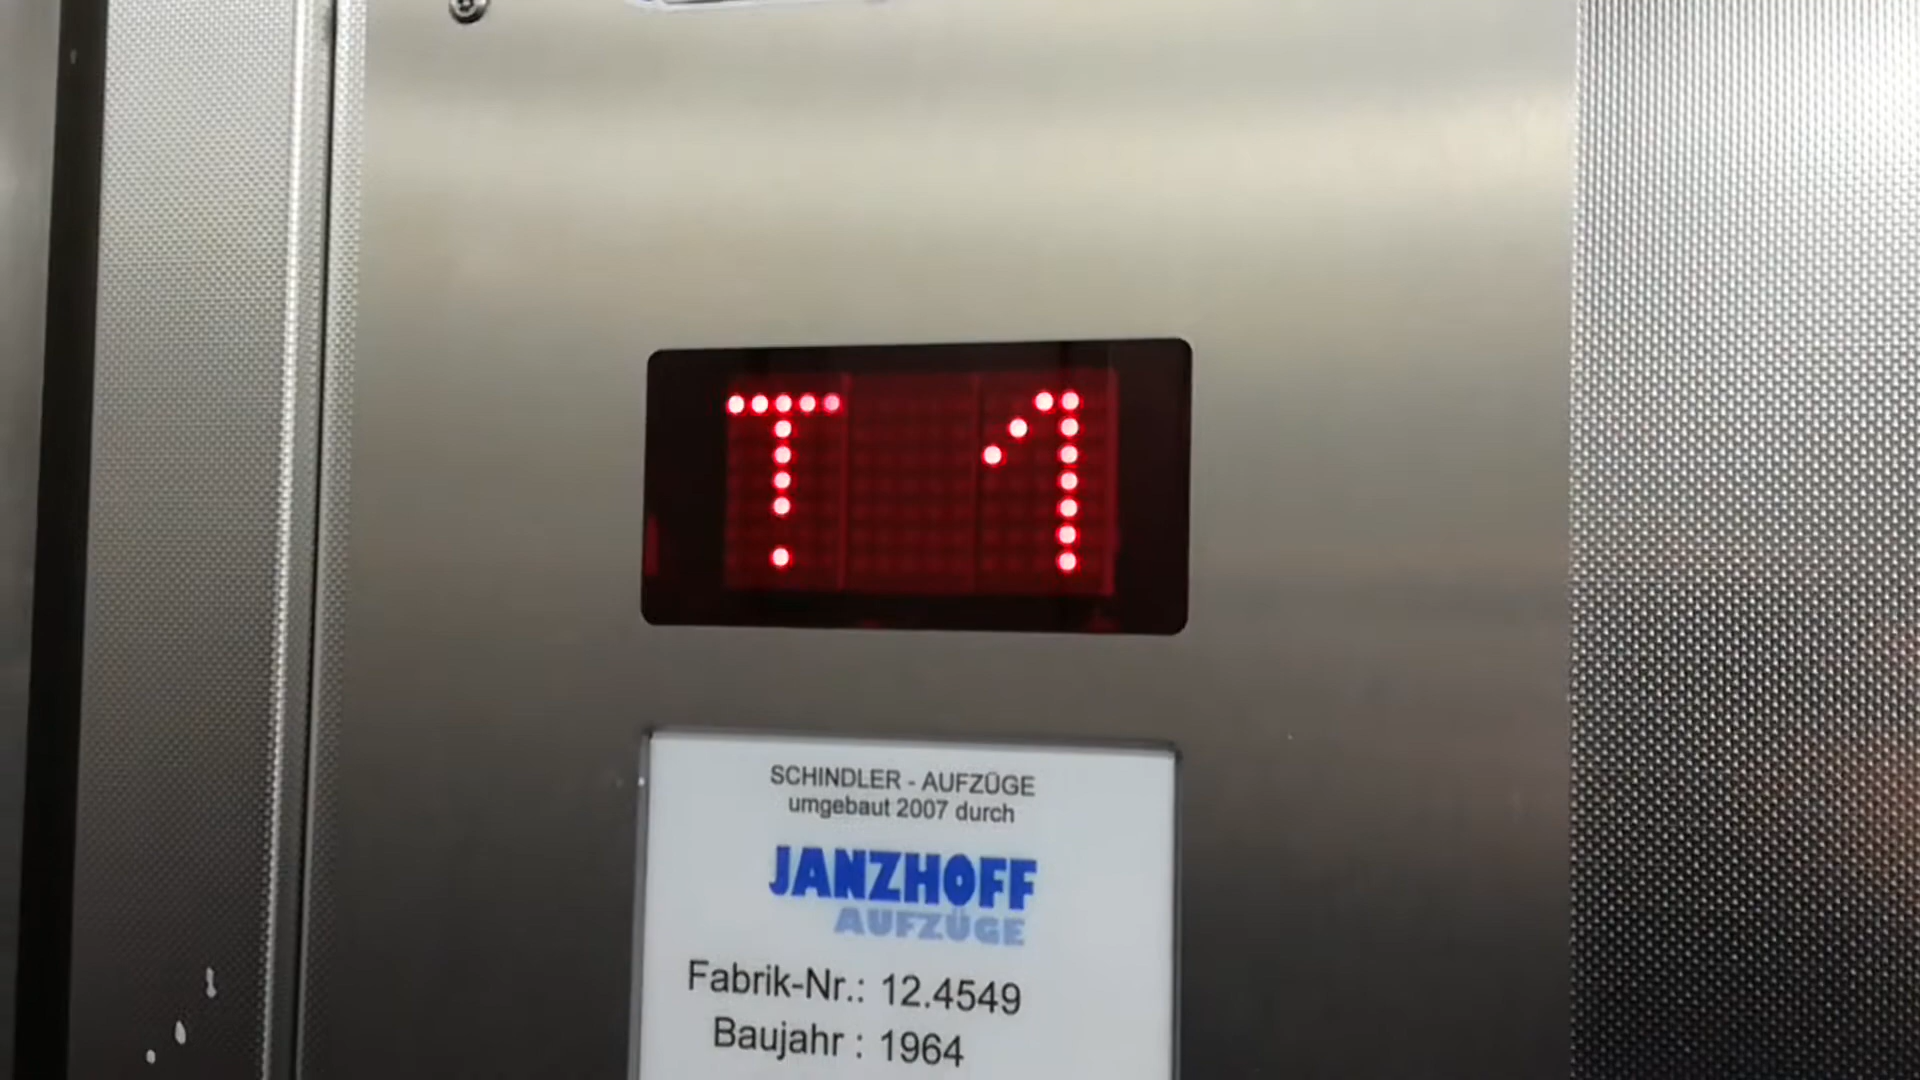 T 1
SCHINDLER - AUFZÜGE
umgebaut 2007 durch
JANZHOFF
AUFZÜGE
Fabrik-Nr.: 12.4549
Baujahr : 1964